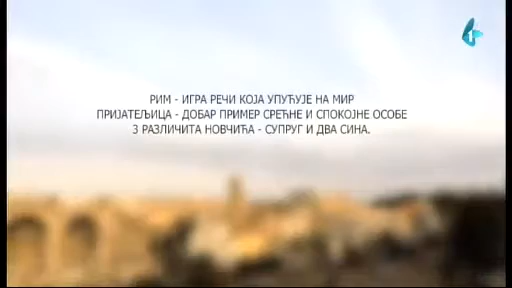 1
РИМ - ИГРА РЕЧИ КОЈА УПУЋУЈЕ НА МИР
ПРИЈАТЕЉИЦА - ДОБАР ПРИМЕР СРЕЋНЕ И СПОКОЈНЕ ОСОБЕ
3 РАЗЛИЧИТА НОВЧИЋА - СУПРУГ И ДВА СИНА.